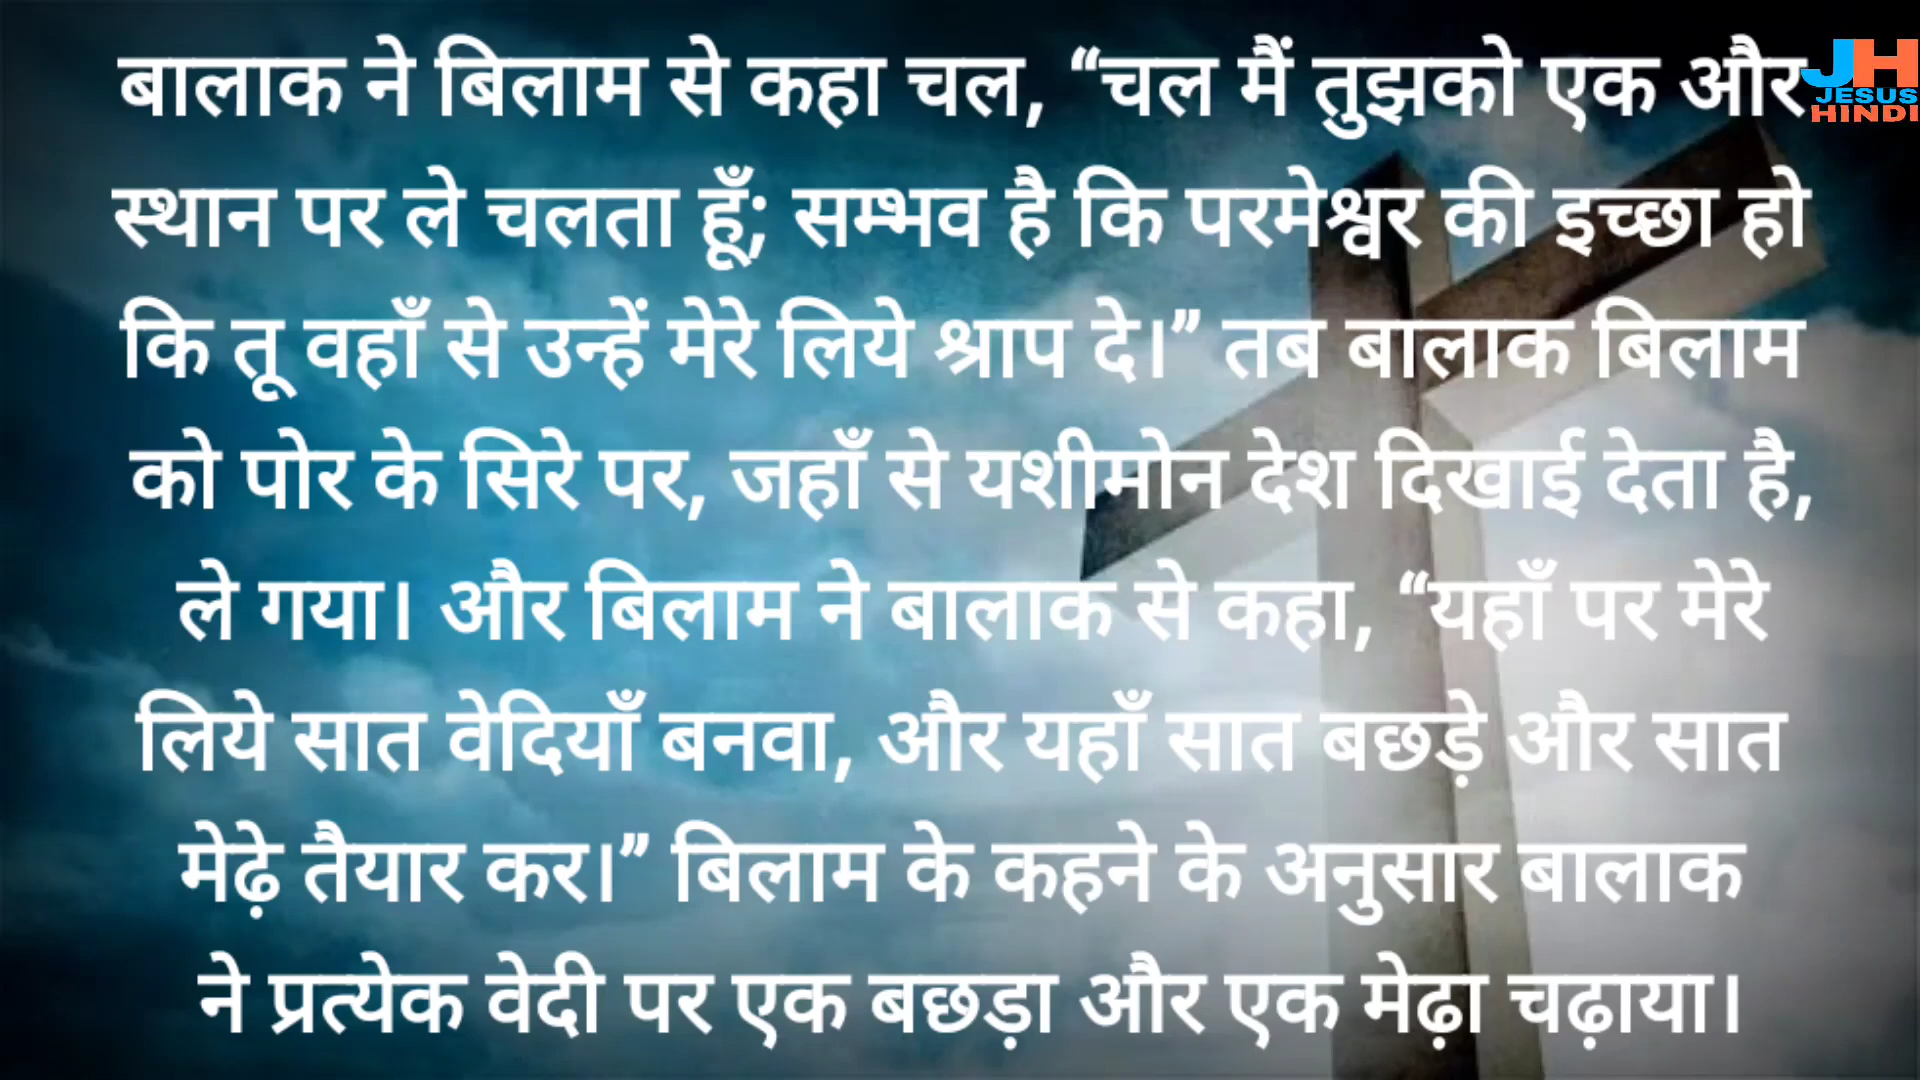 बालाक ने बिलाम से कहा चल, “चल मैं तुझको एक और
JH
JESUS
HINDI
स्थान पर ले चलता हूँ; सम्भव है कि परमेश्वर की इच्छा हो
कि तू वहाँ से उन्हें मेरे लिये श्राप दे।” तब बालाक बिलाम
को पोर के सिरे पर, जहाँ से यशीमोन देश दिखाई देता है,
ले गया। और बिलाम ने बालाक से कहा, “यहाँ पर मेरे
लिये सात वेदियाँ बनवा, और यहाँ सात बछड़े और सात
मेढ़े तैयार कर।” बिलाम के कहने के अनुसार बालाक
ने प्रत्येक वेदी पर एक बछड़ा और एक मेढ़ा चढ़ाया।